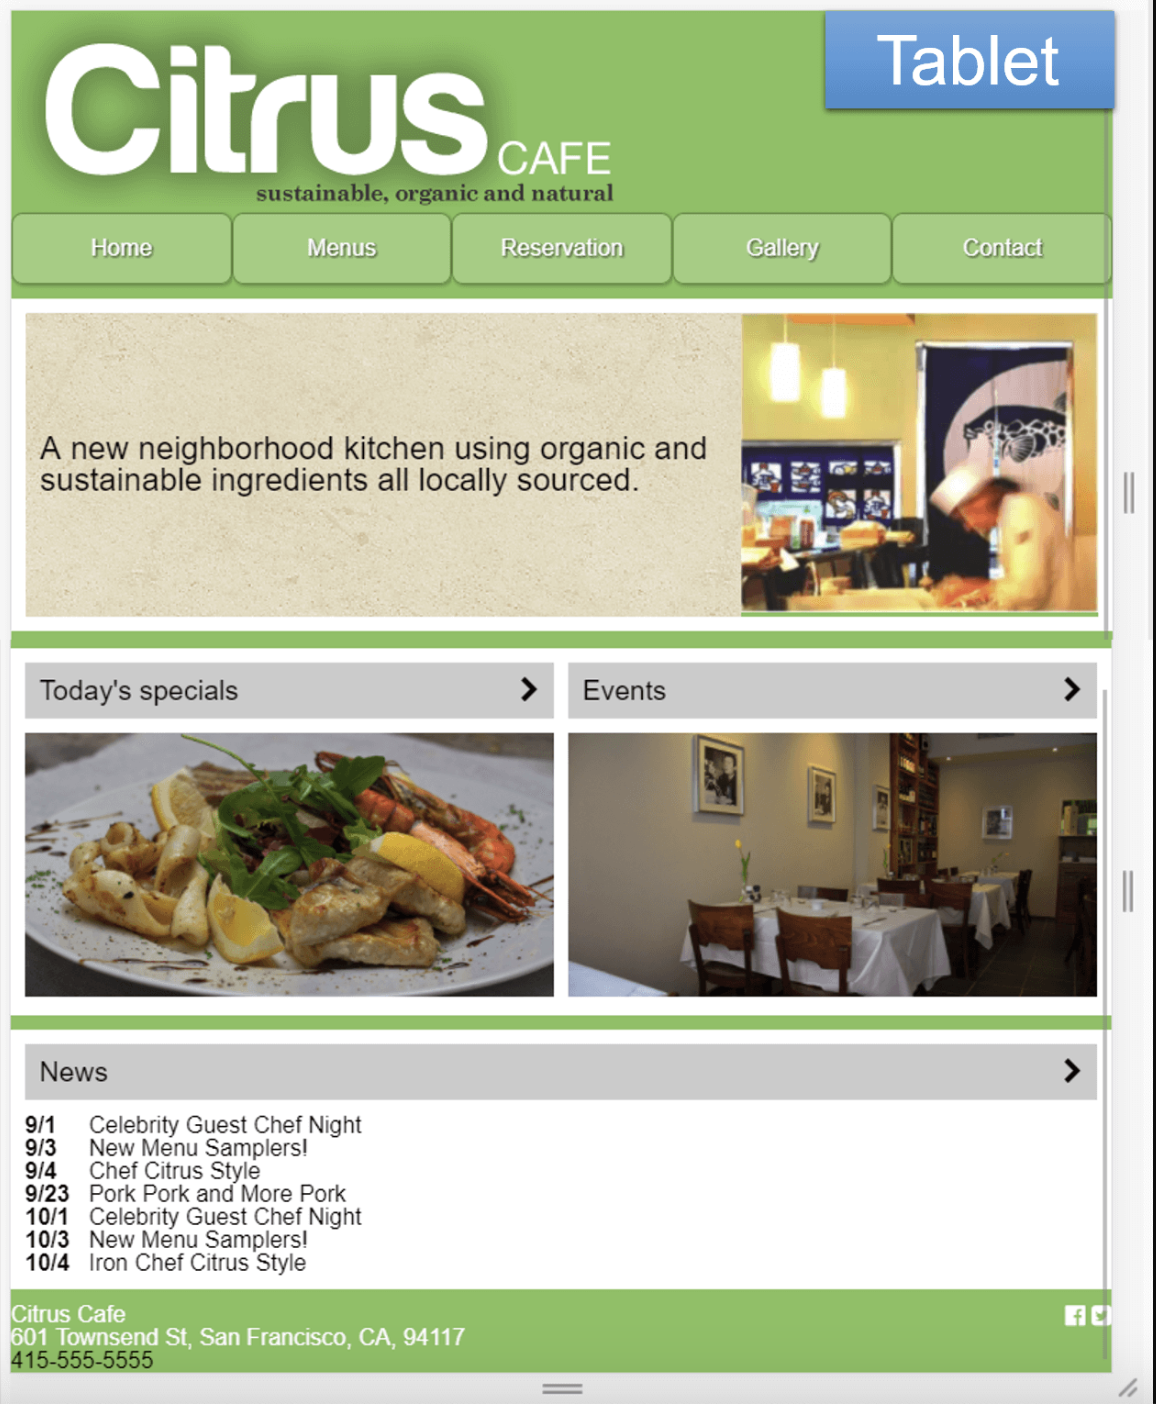 Citrus CAFE
sustainable, organic and natural
Tablet
Home
Menus
Reservation
Gallery
Contact
A new neighborhood kitchen using organic and
sustainable ingredients all locally sourced.
Today's specials
Events
News
9/1 Celebrity Guest Chef Night
9/3 New Menu Samplers!
9/4 Chef Citrus Style
9/23 Pork Pork and More Pork
10/1 Celebrity Guest Chef Night
10/3 New Menu Samplers!
10/4 Iron Chef Citrus Style
Citrus Cafe
601 Townsend St, San Francisco, CA, 94117
415-555-5555